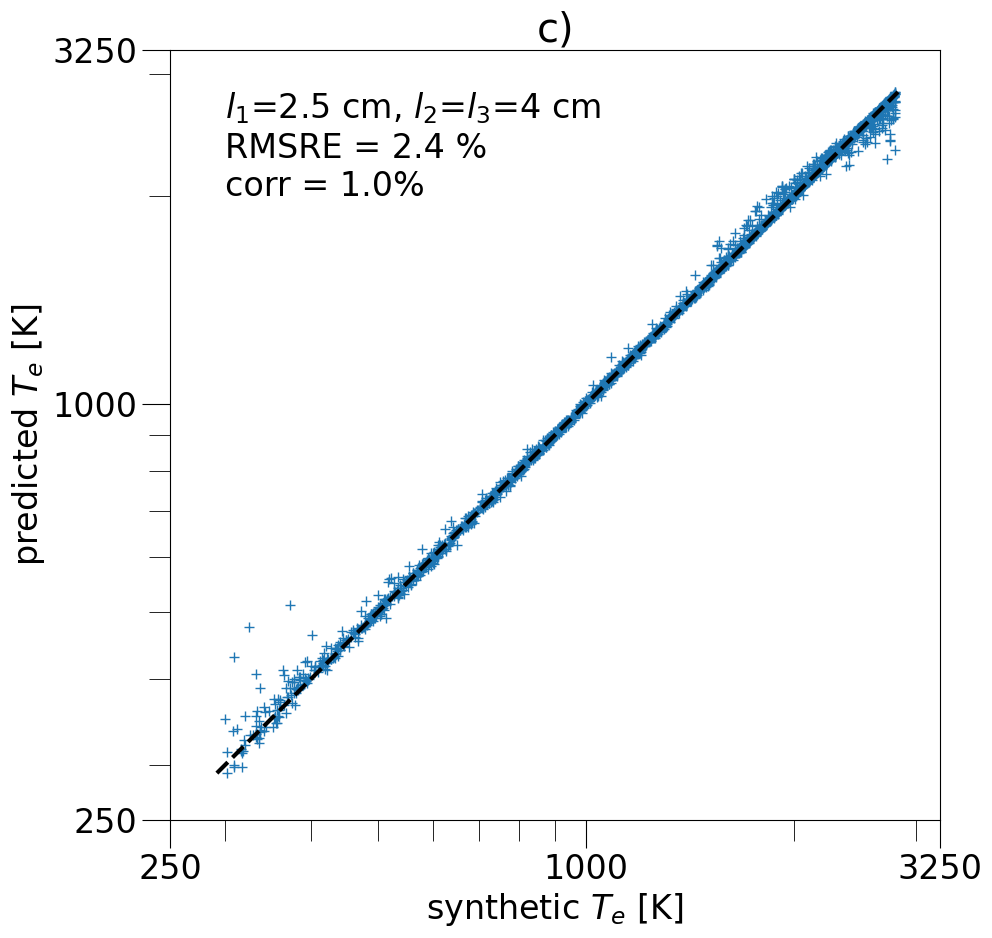 c)
3250
l₁=2.5 cm, l₂=l₃=4 cm
RMSRE = 2.4 %
corr = 1.0%
predicted Tₑ [K]
1000
250
250 1000 3250
synthetic Tₑ [K]